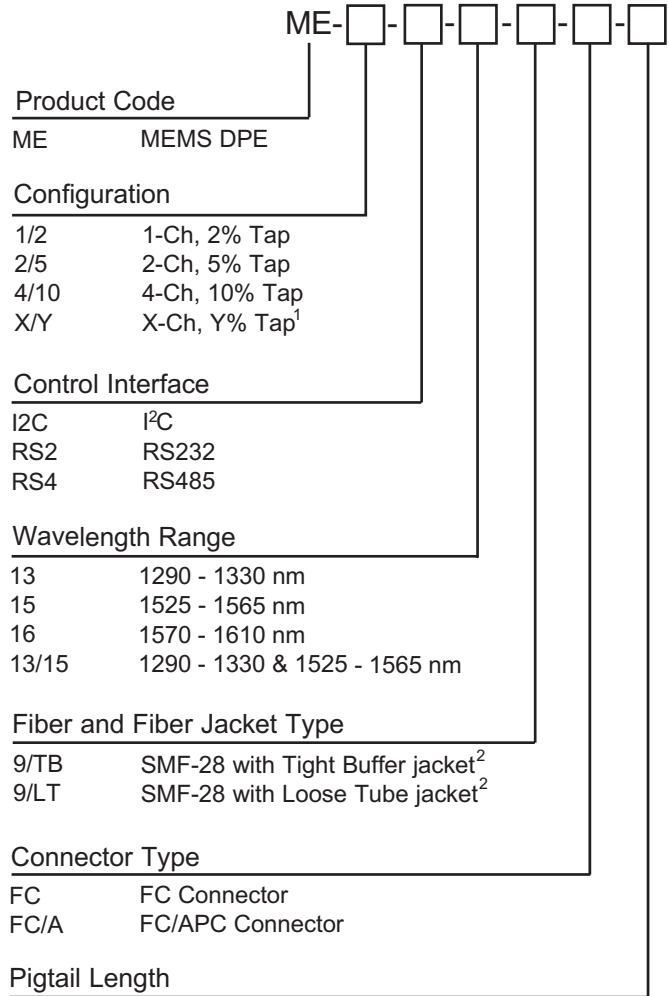 ME-□-□-□-□-□-□
Product Code
ME MEMS DPE
Configuration
1/2 1-Ch, 2% Tap
2/5 2-Ch, 5% Tap
4/10 4-Ch, 10% Tap
X/Y X-Ch, Y% Tap¹
Control Interface
I2C I²C
RS2 RS232
RS4 RS485
Wavelength Range
13 1290 - 1330 nm
15 1525 - 1565 nm
16 1570 - 1610 nm
13/15 1290 - 1330 & 1525 - 1565 nm
Fiber and Fiber Jacket Type
9/TB SMF-28 with Tight Buffer jacket²
9/LT SMF-28 with Loose Tube jacket²
Connector Type
FC FC Connector
FC/A FC/APC Connector
Pigtail Length